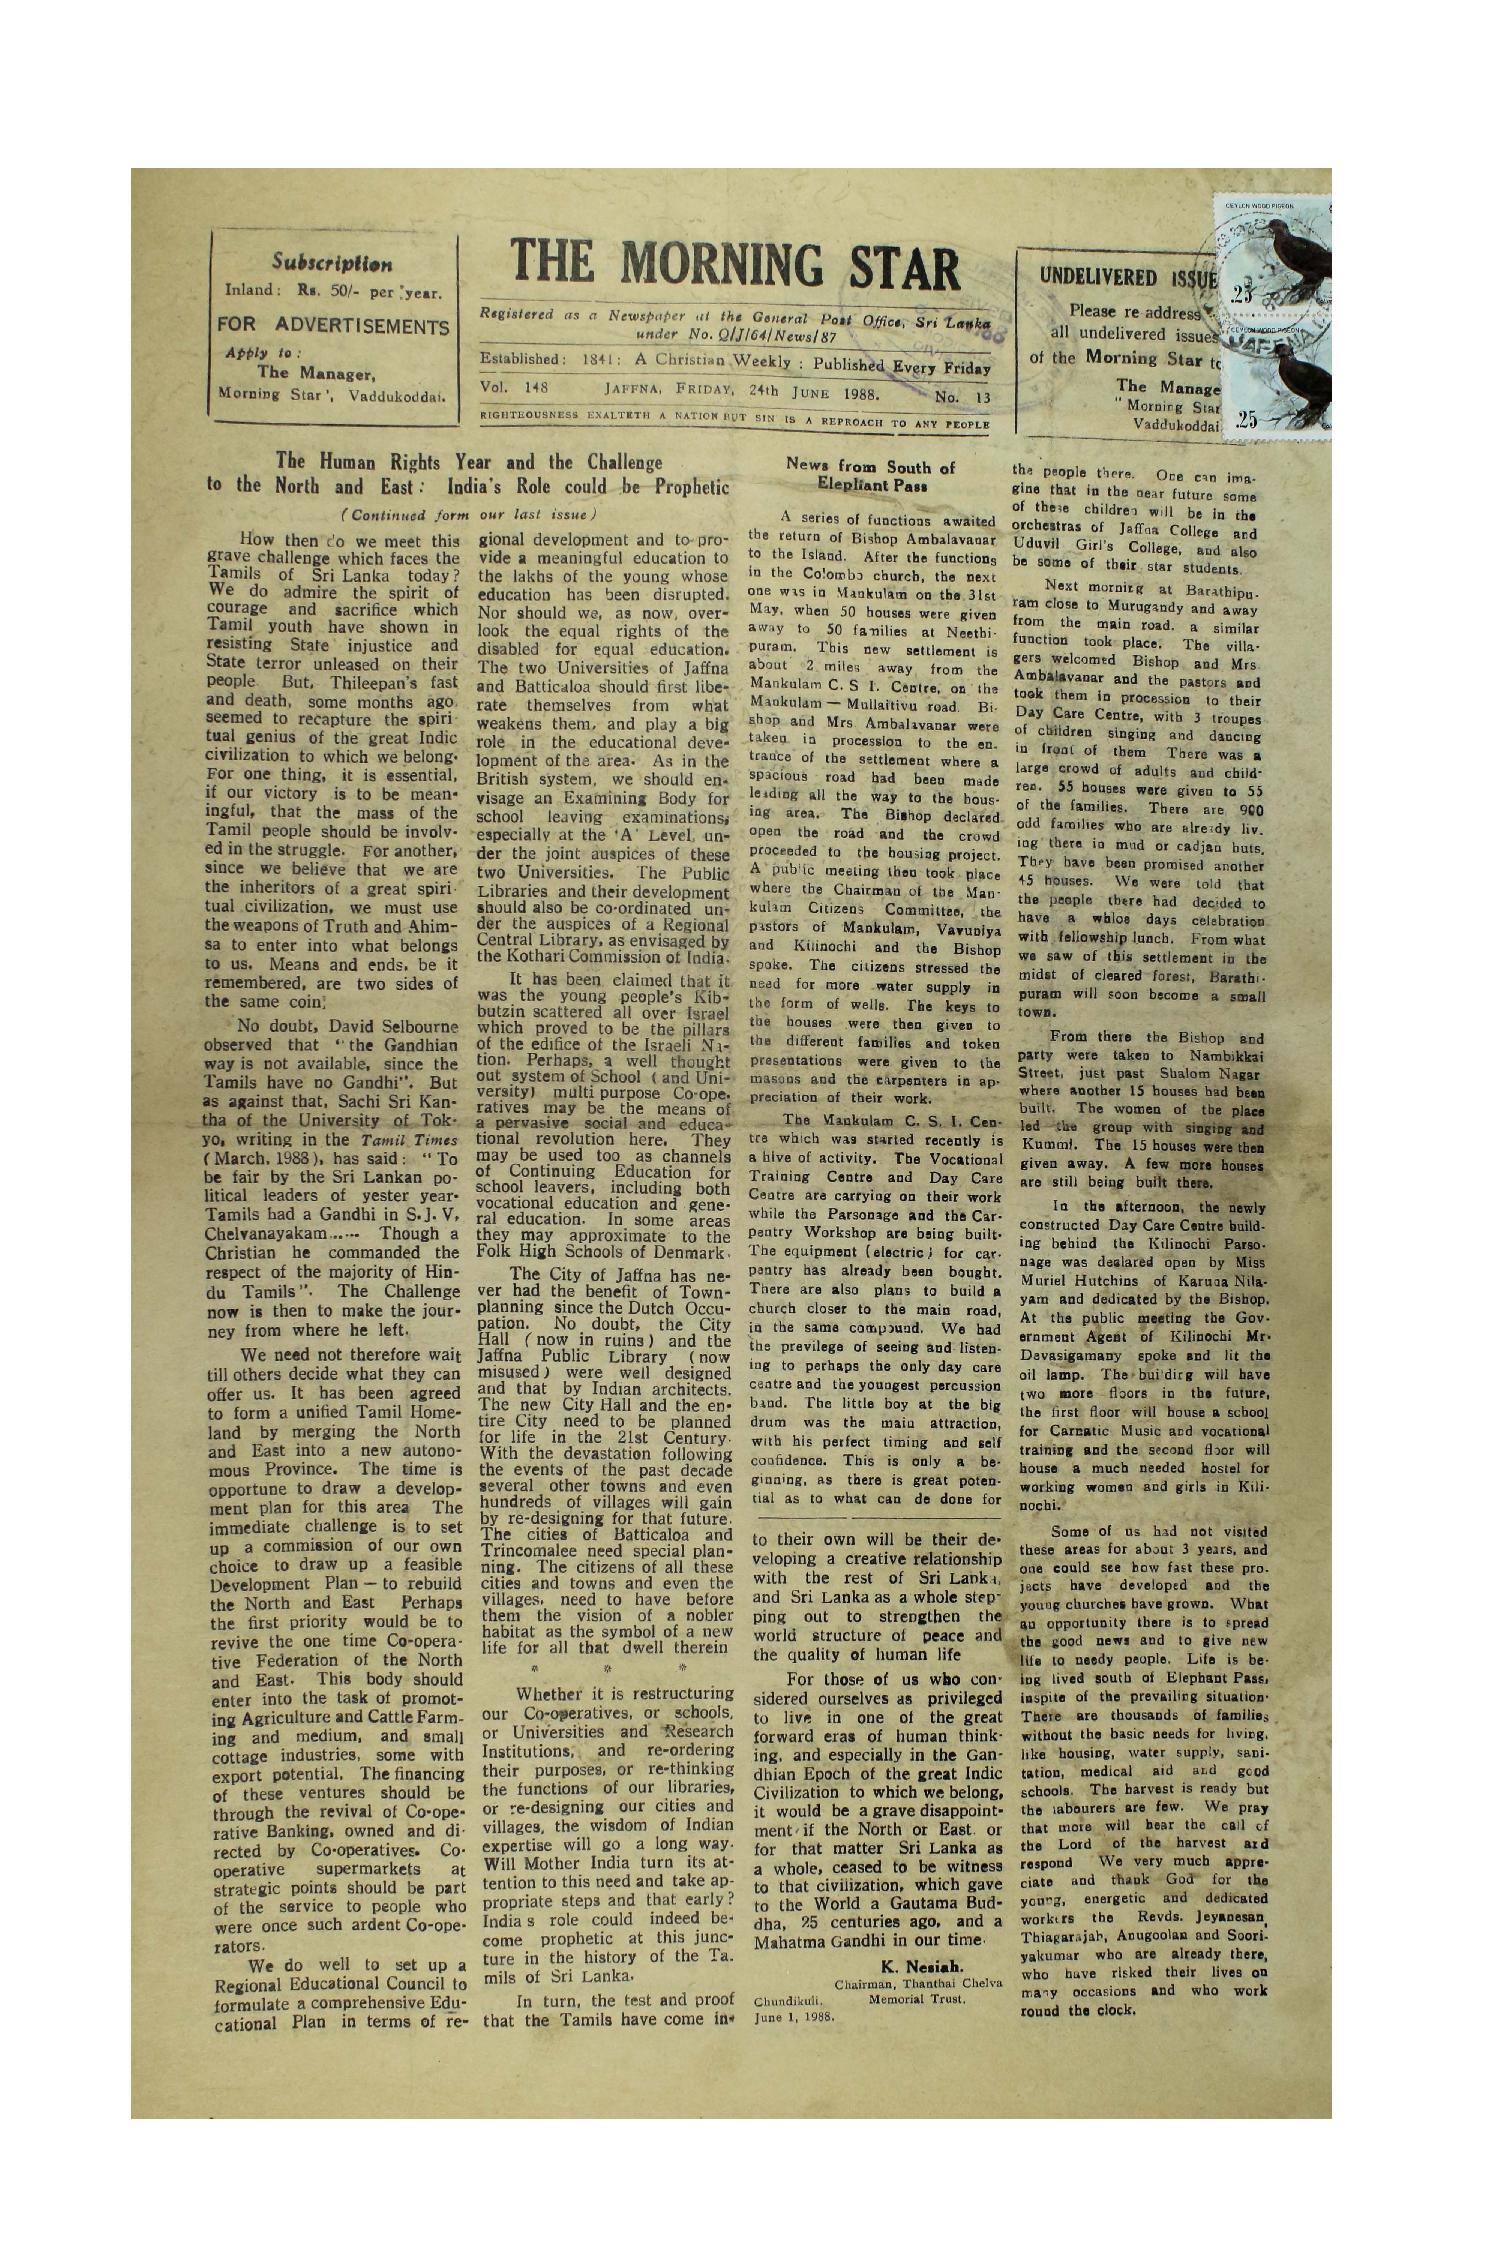 Subscription
Inland: Rs. 50/- per year.
FOR ADVERTISEMENTS
Apply to:
The Manager,
Morning Star', Vaddukoddai.
THE MORNING STAR
Registered as a Newspaper at the General Post Office, Sri Lanka
under No. Q/J/64/News/87
Established: 1841: A Christian Weekly: Published Every Friday
Vol. 148 JAFFNA, FRIDAY, 24th JUNE 1988. No. 13
RIGHTEOUSNESS EXALTETH A NATION BUT SIN IS A REPROACH TO ANY PEOPLE
UNDELIVERED ISSUE
Please re address
all undelivered issues
of the Morning Star to
The Manage
" Morning Star
Vaddukoddai
CEYLON WOOD PIGEON
.25
CEYLON WOOD PIGEON
JAFFNA
.25
The Human Rights Year and the Challenge
to the North and East: India's Role could be Prophetic
(Continued form our last issue)
How then do we meet this
grave challenge which faces the
Tamils of Sri Lanka today?
We do admire the spirit of
courage and sacrifice which
Tamil youth have shown in
resisting State injustice and
State terror unleased on their
people But, Thileepan's fast
and death, some months ago
seemed to recapture the spiri-
tual genius of the great Indic
civilization to which we belong.
For one thing, it is essential,
if our victory is to be mean-
ingful, that the mass of the
Tamil people should be involv-
ed in the struggle. For another,
since we believe that we are
the inheritors of a great spiri-
tual civilization, we must use
the weapons of Truth and Ahim-
sa to enter into what belongs
to us. Means and ends, be it
remembered, are two sides of
the same coin.
No doubt, David Selbourne
observed that "the Gandhian
way is not available, since the
Tamils have no Gandhi". But
as against that, Sachi Sri Kan-
tha of the University of Tok-
yo, writing in the Tamil Times
(March, 1988), has said: "To
be fair by the Sri Lankan po-
litical leaders of yester year.
Tamils had a Gandhi in S.J.V.
Chelvanayakam...... Though a
Christian he commanded the
respect of the majority of Hin-
du Tamils". The Challenge
now is then to make the jour-
ney from where he left.
We need not therefore wait
till others decide what they can
offer us. It has been agreed
to form a unified Tamil Home-
land by merging the North
and East into a new autono-
mous Province. The time is
opportune to draw a develop-
ment plan for this area The
immediate challenge is to set
up a commission of our own
choice to draw up a feasible
Development Plan — to rebuild
the North and East Perhaps
the first priority would be to
revive the one time Co-opera-
tive Federation of the North
and East. This body should
enter into the task of promot-
ing Agriculture and Cattle Farm-
ing and medium, and small
cottage industries, some with
export potential. The financing
of these ventures should be
through the revival of Co-ope-
rative Banking, owned and di-
rected by Co-operatives. Co-
operative supermarkets at
strategic points should be part
of the service to people who
were once such ardent Co-ope-
rators.
We do well to set up a
Regional Educational Council to
formulate a comprehensive Edu-
cational Plan in terms of re-
gional development and to pro-
vide a meaningful education to
the lakhs of the young whose
education has been disrupted.
Nor should we, as now, over-
look the equal rights of the
disabled for equal education.
The two Universities of Jaffna
and Batticaloa should first libe-
rate themselves from what
weakens them, and play a big
role in the educational deve-
lopment of the area. As in the
British system, we should en-
visage an Examining Body for
school leaving examinations,
especially at the 'A' Level, un-
der the joint auspices of these
two Universities. The Public
Libraries and their development
should also be co-ordinated un-
der the auspices of a Regional
Central Library, as envisaged by
the Kothari Commission of India.
It has been claimed that it
was the young people's Kib-
butzin scattered all over Israel
which proved to be the pillars
of the edifice of the Israeli Na-
tion. Perhaps, a well thought
out system of School (and Uni-
versity) multi purpose Co-ope-
ratives may be the means of
a pervasive social and educa-
tional revolution here. They
may be used too as channels
of Continuing Education for
school leavers, including both
vocational education and gene-
ral education. In some areas
they may approximate to the
Folk High Schools of Denmark.
The City of Jaffna has ne-
ver had the benefit of Town-
planning since the Dutch Occu-
pation. No doubt, the City
Hall (now in ruins) and the
Jaffna Public Library (now
misused) were well designed
and that by Indian architects.
The new City Hall and the en-
tire City need to be planned
for life in the 21st Century.
With the devastation following
the events of the past decade
several other towns and even
hundreds of villages will gain
by re-designing for that future.
The cities of Batticaloa and
Trincomalee need special plan-
ning. The citizens of all these
cities and towns and even the
villages, need to have before
them the vision of a nobler
habitat as the symbol of a new
life for all that dwell therein
* * *
Whether it is restructuring
our Co-operatives, or schools,
or Universities and Research
Institutions, and re-ordering
their purposes, or re-thinking
the functions of our libraries,
or re-designing our cities and
villages, the wisdom of Indian
expertise will go a long way.
Will Mother India turn its at-
tention to this need and take ap-
propriate steps and that early?
India s role could indeed be-
come prophetic at this junc-
ture in the history of the Ta-
mils of Sri Lanka.
In turn, the test and proof
that the Tamils have come in-
to their own will be their de-
veloping a creative relationship
with the rest of Sri Lanka,
and Sri Lanka as a whole step-
ping out to strengthen the
world structure of peace and
the quality of human life
For those of us who con-
sidered ourselves as privileged
to live in one of the great
forward eras of human think-
ing, and especially in the Gan-
dhian Epoch of the great Indic
Civilization to which we belong,
it would be a grave disappoint-
ment if the North or East. or
for that matter Sri Lanka as
a whole, ceased to be witness
to that civilization, which gave
to the World a Gautama Bud-
dha, 25 centuries ago, and a
Mahatma Gandhi in our time.
K. Nesiah.
Chairman, Thanthai Chelva
Memorial Trust.
Chundikuli,
June 1, 1988.
News from South of
Elephant Pass
A series of functions awaited
the return of Bishop Ambalavanar
to the Island. After the functions
in the Colombo church, the next
one was in Mankulam on the 31st
May, when 50 houses were given
away to 50 families at Neethi-
puram. This new settlement is
about 2 miles away from the
Mankulam C. S I. Centre, on the
Mankulam — Mullaitivu road. Bi-
shop and Mrs Ambalavanar were
taken in procession to the en-
trance of the settlement where a
spacious road had been made
leading all the way to the hous-
ing area. The Bishop declared
open the road and the crowd
proceeded to the housing project.
A public meeting then took place
where the Chairman of the Man-
kulam Citizens Committee, the
pastors of Mankulam, Vavuniya
and Kilinochi and the Bishop
spoke. The citizens stressed the
need for more water supply in
the form of wells. The keys to
the houses were then given to
the different families and token
presentations were given to the
masons and the carpenters in ap-
preciation of their work.
The Mankulam C. S. I. Cen-
tre which was started recently is
a hive of activity. The Vocational
Training Centre and Day Care
Centre are carrying on their work
while the Parsonage and the Car-
pentry Workshop are being built.
The equipment (electric) for car-
pentry has already been bought.
There are also plans to build a
church closer to the main road,
in the same compound. We had
the previlege of seeing and listen-
ing to perhaps the only day care
centre and the youngest percussion
band. The little boy at the big
drum was the main attraction,
with his perfect timing and self
confidence. This is only a be-
ginning, as there is great poten-
tial as to what can de done for
the people there. One can ima-
gine that in the near future some
of these children will be in the
orchestras of Jaffna College and
Uduvil Girl's College, and also
be some of their star students.
Next morning at Barathipu-
ram close to Murugandy and away
from the main road. a similar
function took place. The villa-
gers welcomed Bishop and Mrs
Ambalavanar and the pastors and
took them in procession to their
Day Care Centre, with 3 troupes
of children singing and dancing
in front of them There was a
large crowd of adults and child-
ren. 55 houses were given to 55
of the families. There are 900
odd families who are already liv-
ing there in mud or cadjan huts.
They have been promised another
45 houses. We were told that
the people there had decided to
have a whloe days celebration
with fellowship lunch. From what
we saw of this settlement in the
midst of cleared forest, Barathi-
puram will soon become a small
town.
From there the Bishop and
party were taken to Nambikkai
Street, just past Shalom Nagar
where another 15 houses had been
built. The women of the place
led the group with singing and
Kummi. The 15 houses were then
given away. A few more houses
are still being built there.
In the afternoon, the newly
constructed Day Care Centre build-
ing behind the Kilinochi Parso-
nage was dealared open by Miss
Muriel Hutchins of Karuna Nila-
yam and dedicated by the Bishop.
At the public meeting the Gov-
ernment Agent of Kilinochi Mr.
Devasigamany spoke and lit the
oil lamp. The building will have
two more floors in the future,
the first floor will house a school
for Carnatic Music and vocational
training and the second floor will
house a much needed hostel for
working women and girls in Kili-
nochi.
Some of us had not visited
these areas for about 3 years, and
one could see how fast these pro-
jects have developed and the
young churches have grown. What
an opportunity there is to spread
the good news and to give new
life to needy people. Life is be-
ing lived south of Elephant Pass,
inspite of the prevailing situation.
There are thousands of families
without the basic needs for living,
like housing, water supply, sani-
tation, medical aid and good
schools. The harvest is ready but
the labourers are few. We pray
that more will hear the call of
the Lord of the harvest and
respond We very much appre-
ciate and thank God for the
young, energetic and dedicated
workers the Revds. Jeyanesan,
Thiagarajah, Anugoolan and Soori-
yakumar who are already there,
who have risked their lives on
many occasions and who work
round the clock.